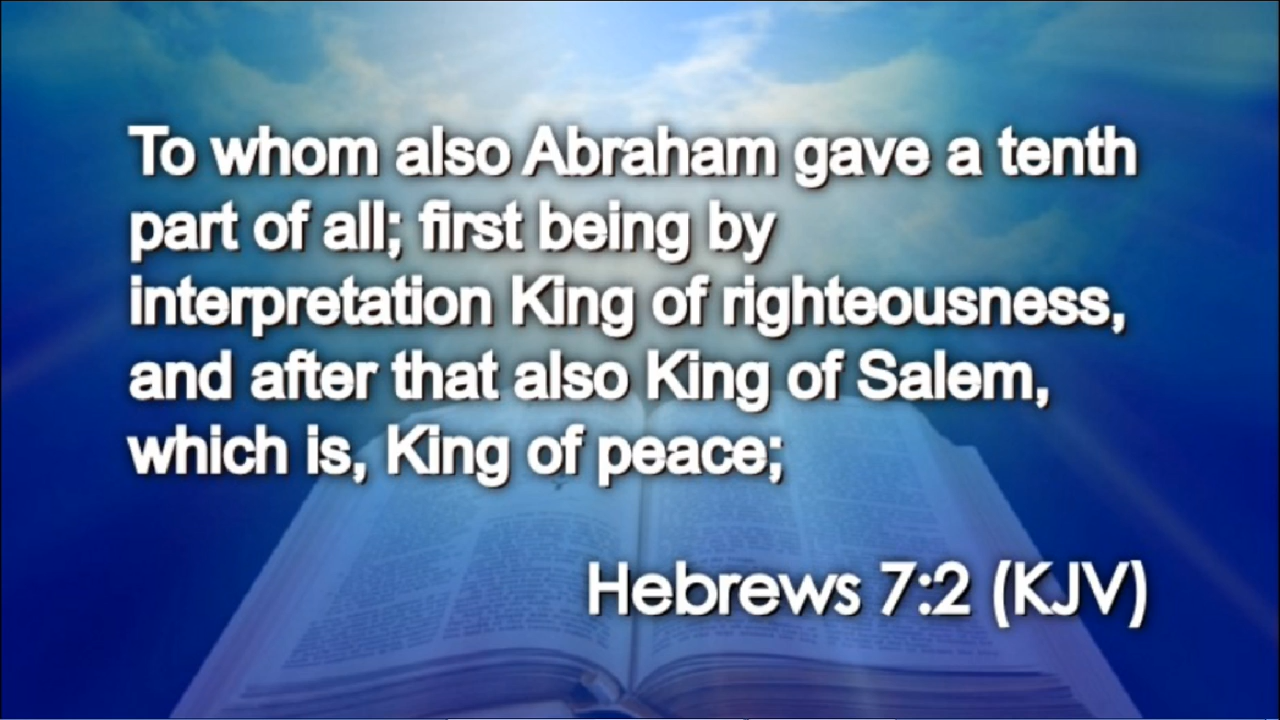 To whom also Abraham gave a tenth
part of all; first being by
interpretation King of righteousness,
and after that also King of Salem,
which is, King of peace;
Hebrews 7:2 (KJV)